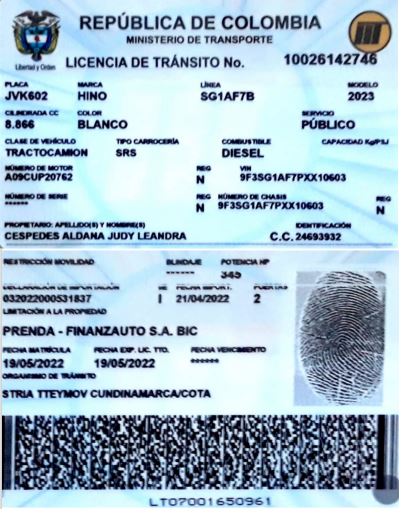 REPÚBLICA DE COLOMBIA
MINISTERIO DE TRANSPORTE
Libertad y Orden
LICENCIA DE TRÁNSITO No. 10026142746
PLACA MARCA LÍNEA MODELO
JVK602 HINO SG1AF7B 2023
CILINDRADA CC COLOR SERVICIO
8.866 BLANCO PÚBLICO
CLASE DE VEHÍCULO TIPO CARROCERÍA COMBUSTIBLE CAPACIDAD Kg/PSJ
TRACTOCAMION SRS DIESEL
NÚMERO DE MOTOR REG VIN
A09CUP20762 N 9F3SG1AF7PXX10603
NÚMERO DE SERIE REG NÚMERO DE CHASIS REG
****** N 9F3SG1AF7PXX10603 N
PROPIETARIO: APELLIDO(S) Y NOMBRE(S) IDENTIFICACIÓN
CESPEDES ALDANA JUDY LEANDRA C.C. 24693932
RESTRICCIÓN MOVILIDAD BLINDAJE POTENCIA HP
****** 345
DECLARACIÓN DE IMPORTACIÓN I/E FECHA IMPORT. PUERTAS
032022000531837 I 21/04/2022 2
LIMITACIÓN A LA PROPIEDAD
PRENDA - FINANZAUTO S.A. BIC
FECHA MATRÍCULA FECHA EXP. LIC. TTO. FECHA VENCIMIENTO
19/05/2022 19/05/2022 ******
ORGANISMO DE TRÁNSITO
STRIA TTEYMOV CUNDINAMARCA/COTA
LT07001650961